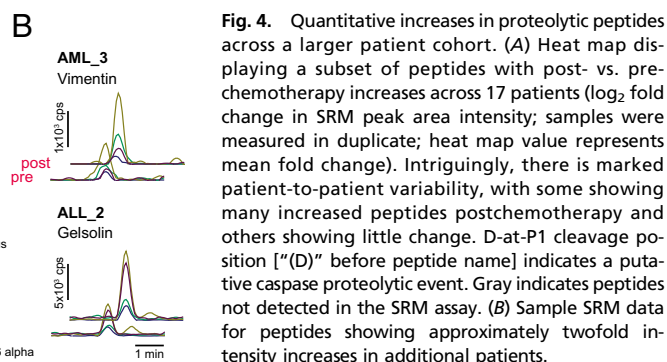 B
AML_3
Vimentin
1x10³ cps
post
pre
ALL_2
Gelsolin
5x10³ cps
1 min
Fig. 4. Quantitative increases in proteolytic peptides
across a larger patient cohort. (A) Heat map dis-
playing a subset of peptides with post- vs. pre-
chemotherapy increases across 17 patients (log₂ fold
change in SRM peak area intensity; samples were
measured in duplicate; heat map value represents
mean fold change). Intriguingly, there is marked
patient-to-patient variability, with some showing
many increased peptides postchemotherapy and
others showing little change. D-at-P1 cleavage po-
sition ["(D)" before peptide name] indicates a puta-
tive caspase proteolytic event. Gray indicates peptides
not detected in the SRM assay. (B) Sample SRM data
for peptides showing approximately twofold in-
tensity increases in additional patients.
alpha